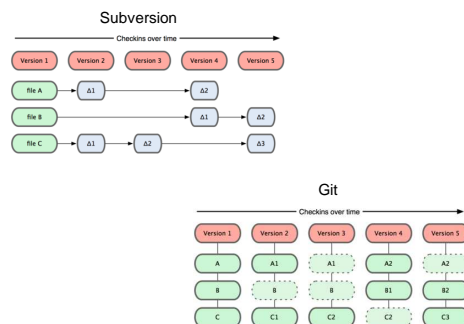 Subversion
Checkins over time
Version 1 Version 2 Version 3 Version 4 Version 5
file A Δ1 Δ2
file B Δ1 Δ2
file C Δ1 Δ2 Δ3
Git
Checkins over time
Version 1 Version 2 Version 3 Version 4 Version 5
A A1 A1 A2 A2
B B B B1 B2
C C1 C2 C2 C3